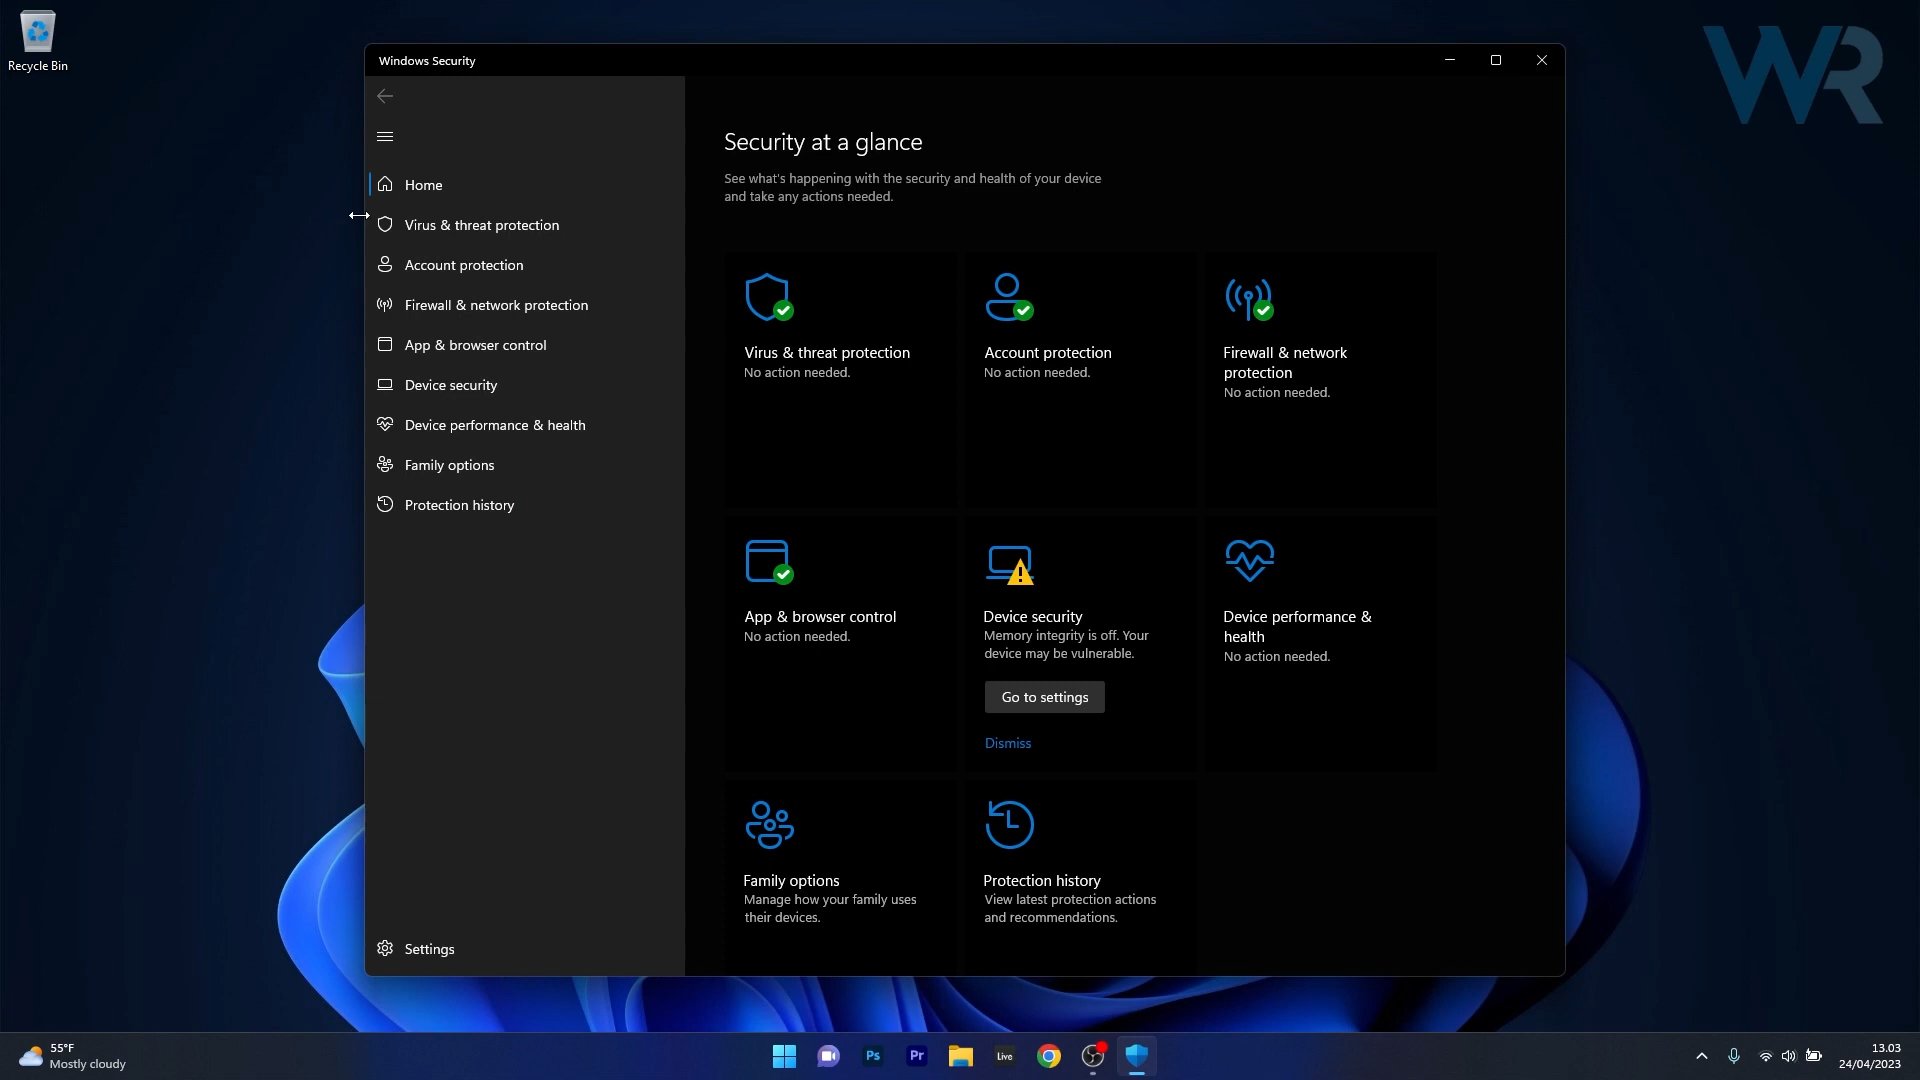 Recycle Bin
WR
Windows Security
Home
Virus & threat protection
Account protection
Firewall & network protection
App & browser control
Device security
Device performance & health
Family options
Protection history
Settings
Security at a glance
See what's happening with the security and health of your device
and take any actions needed.
Virus & threat protection
No action needed.
Account protection
No action needed.
Firewall & network
protection
No action needed.
App & browser control
No action needed.
Device security
Memory integrity is off. Your
device may be vulnerable.
Go to settings
Dismiss
Device performance &
health
No action needed.
Family options
Manage how your family uses
their devices.
Protection history
View latest protection actions
and recommendations.
55°F
Mostly cloudy
Ps
Pr
Live
13.03
24/04/2023